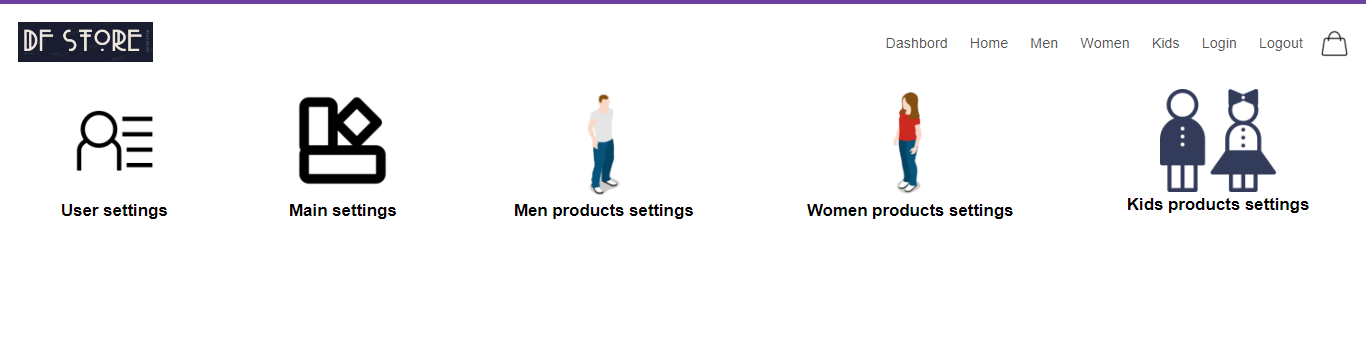 DF STORE
Dashbord Home Men Women Kids Login Logout
User settings Main settings Men products settings Women products settings Kids products settings